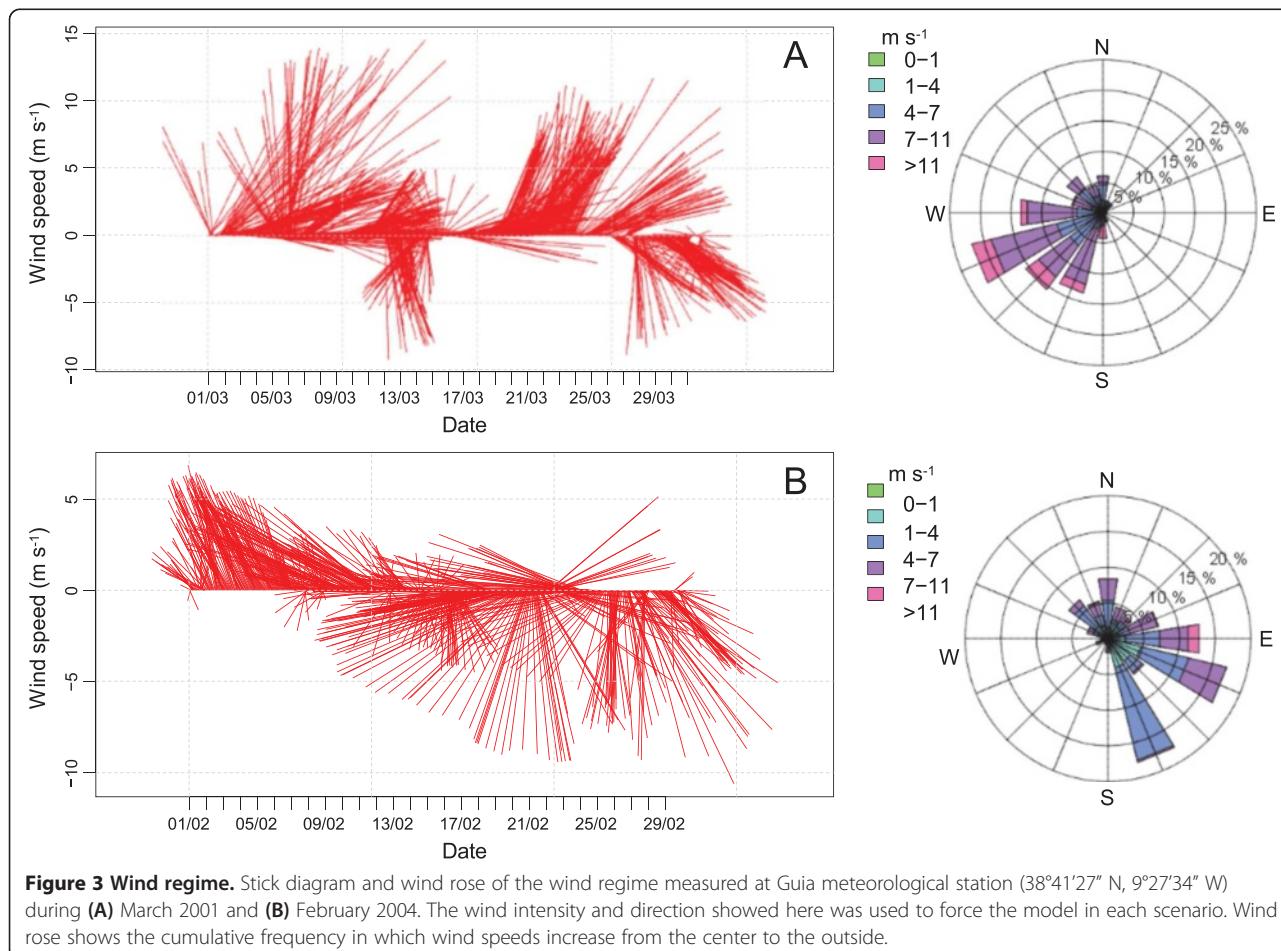 A
Wind speed (m s⁻¹)
15
10
5
0
−5
−10
01/03 05/03 09/03 13/03 17/03 21/03 25/03 29/03
Date
m s⁻¹
0−1
1−4
4−7
7−11
>11
N
W
E
S
5 %
10 %
15 %
20 %
25 %
B
Wind speed (m s⁻¹)
5
0
−5
−10
01/02 05/02 09/02 13/02 17/02 21/02 25/02 29/02
Date
m s⁻¹
0−1
1−4
4−7
7−11
>11
N
W
E
S
5 %
10 %
15 %
20 %
Figure 3 Wind regime. Stick diagram and wind rose of the wind regime measured at Guia meteorological station (38°41′27″ N, 9°27′34″ W)
during (A) March 2001 and (B) February 2004. The wind intensity and direction showed here was used to force the model in each scenario. Wind
rose shows the cumulative frequency in which wind speeds increase from the center to the outside.